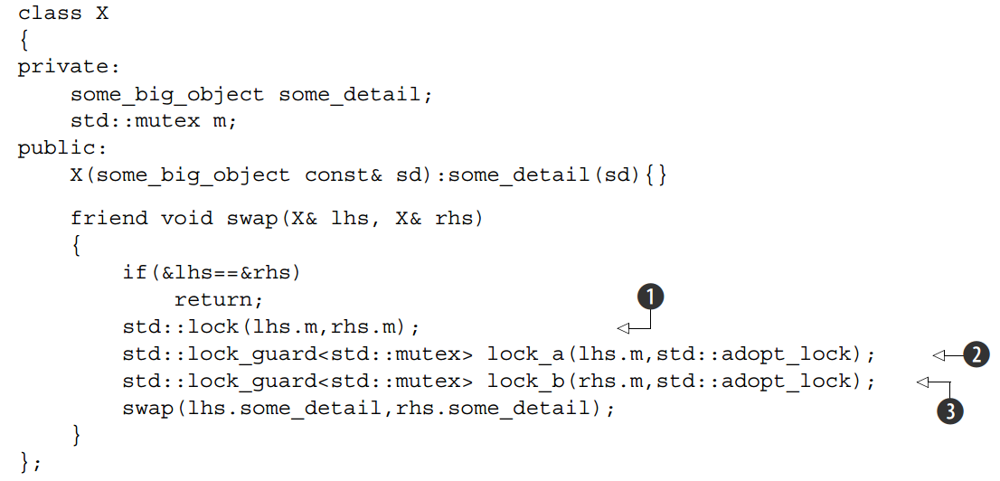 class X
{
private:
    some_big_object some_detail;
    std::mutex m;
public:
    X(some_big_object const& sd):some_detail(sd){}
    friend void swap(X& lhs, X& rhs)
    {
        if(&lhs==&rhs)
            return;
        std::lock(lhs.m,rhs.m); 1
        std::lock_guard<std::mutex> lock_a(lhs.m,std::adopt_lock); 2
        std::lock_guard<std::mutex> lock_b(rhs.m,std::adopt_lock); 3
        swap(lhs.some_detail,rhs.some_detail);
    }
};